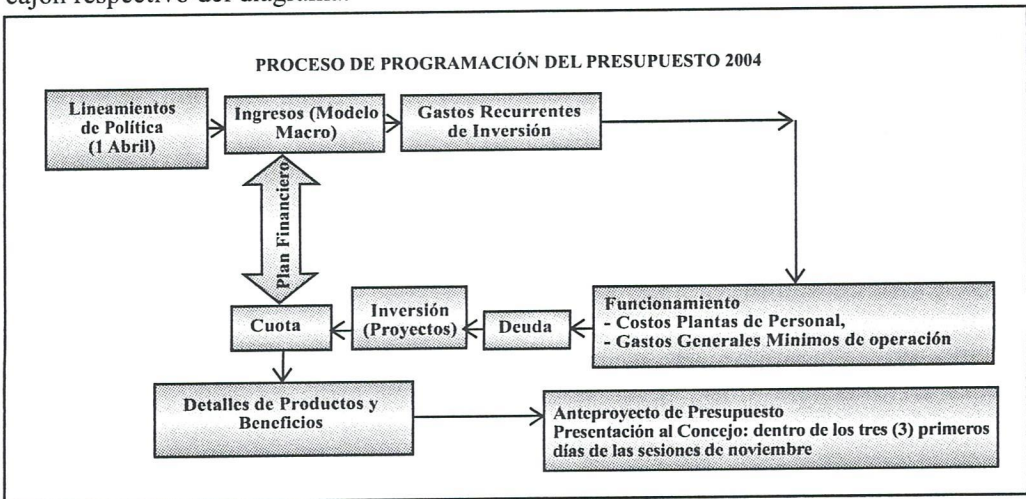 PROCESO DE PROGRAMACIÓN DEL PRESUPUESTO 2004
Lineamientos
de Política
(1 Abril)
Ingresos (Modelo
Macro)
Gastos Recurrentes
de Inversión
Plan Financiero
Cuota
Inversión
(Proyectos)
Deuda
Funcionamiento
- Costos Plantas de Personal,
- Gastos Generales Minimos de operación
Detalles de Productos y
Beneficios
Anteproyecto de Presupuesto
Presentación al Concejo: dentro de los tres (3) primeros
días de las sesiones de noviembre